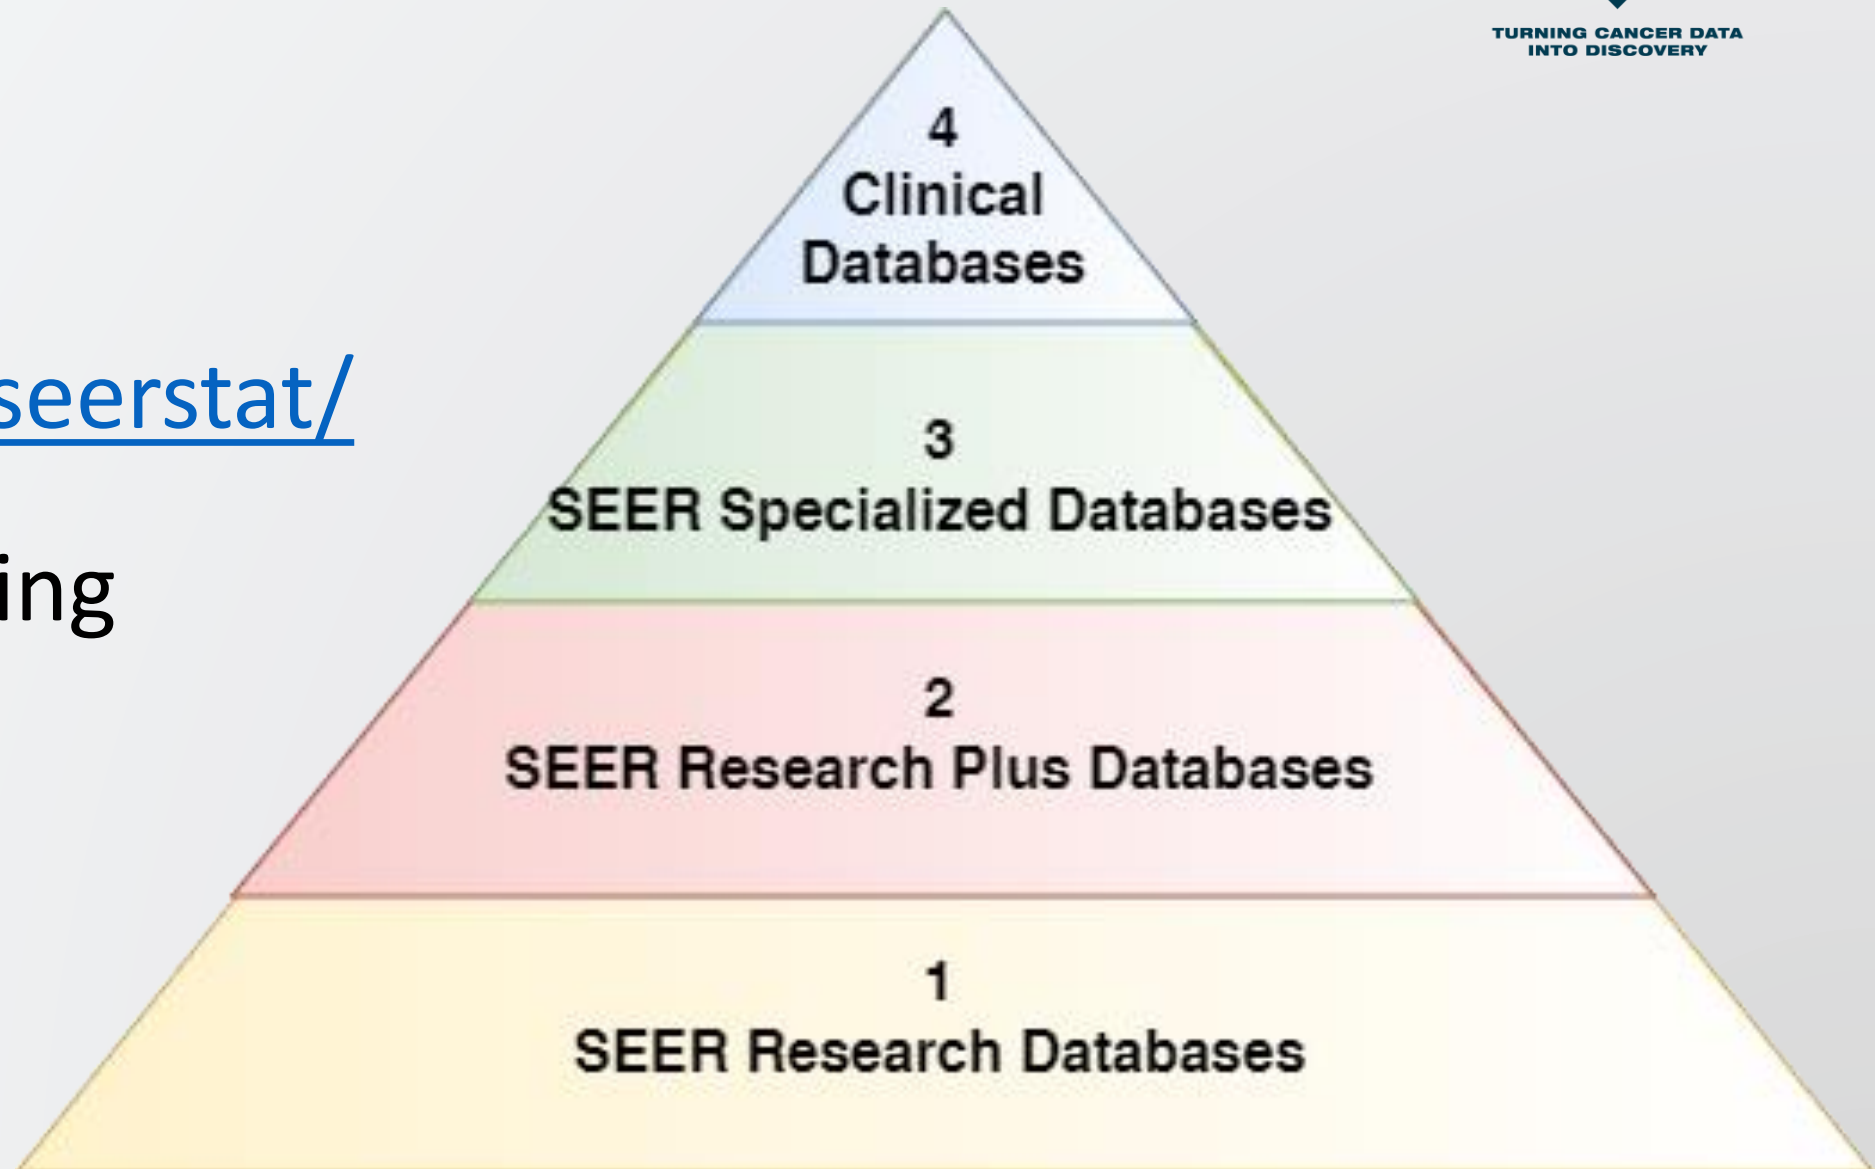 TURNING CANCER DATA
INTO DISCOVERY
4
Clinical
Databases
seerstat/
3
SEER Specialized Databases
ing
2
SEER Research Plus Databases
1
SEER Research Databases